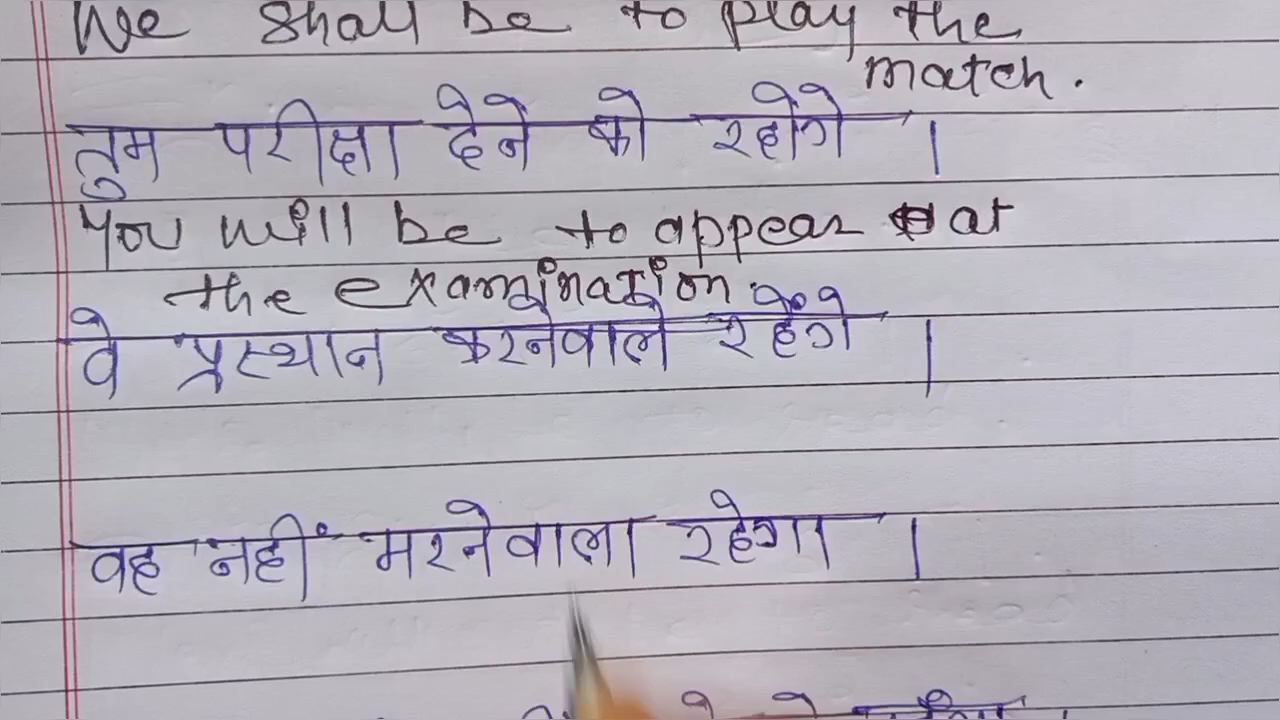 We shall be to play the
match.
तुम परीक्षा देने को रहोगे ।
You will be to appear at
the examination.
वे प्रस्थान करनेवाले रहेंगे ।
वह नहीं मरनेवाला रहेगा ।